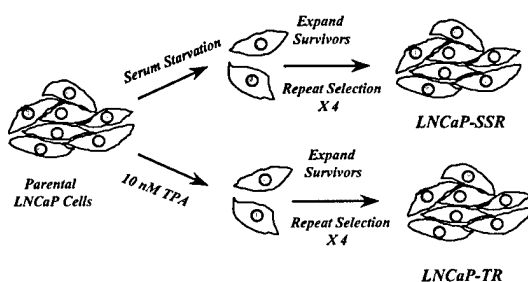 Serum Starvation
Expand
Survivors
Repeat Selection
X 4
LNCaP-SSR
Parental
LNCaP Cells
10 nM TPA
Expand
Survivors
Repeat Selection
X 4
LNCaP-TR